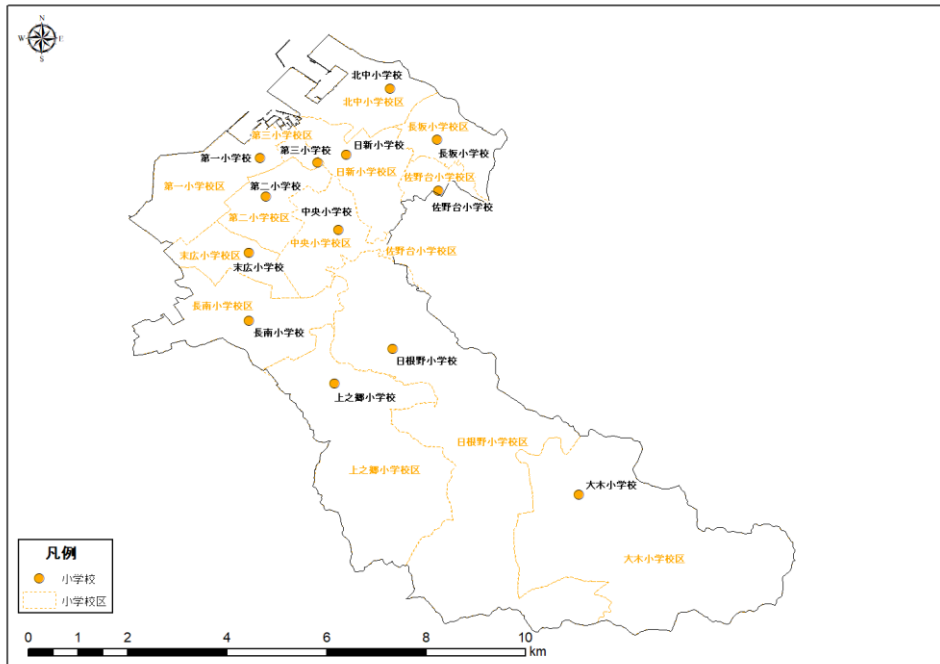 N
W E
S
北中小学校
北中小学校区
長坂小学校区
第三小学校区
第三小学校
日新小学校
長坂小学校
第一小学校
日新小学校区
佐野台小学校区
第一小学校区
第二小学校
佐野台小学校
第二小学校区
中央小学校
中央小学校区
佐野台小学校区
末広小学校区
末広小学校
長南小学校区
長南小学校
日根野小学校
上之郷小学校
日根野小学校区
上之郷小学校区
大木小学校
大木小学校区
凡例
小学校
小学校区
0 1 2 4 6 8 10
km